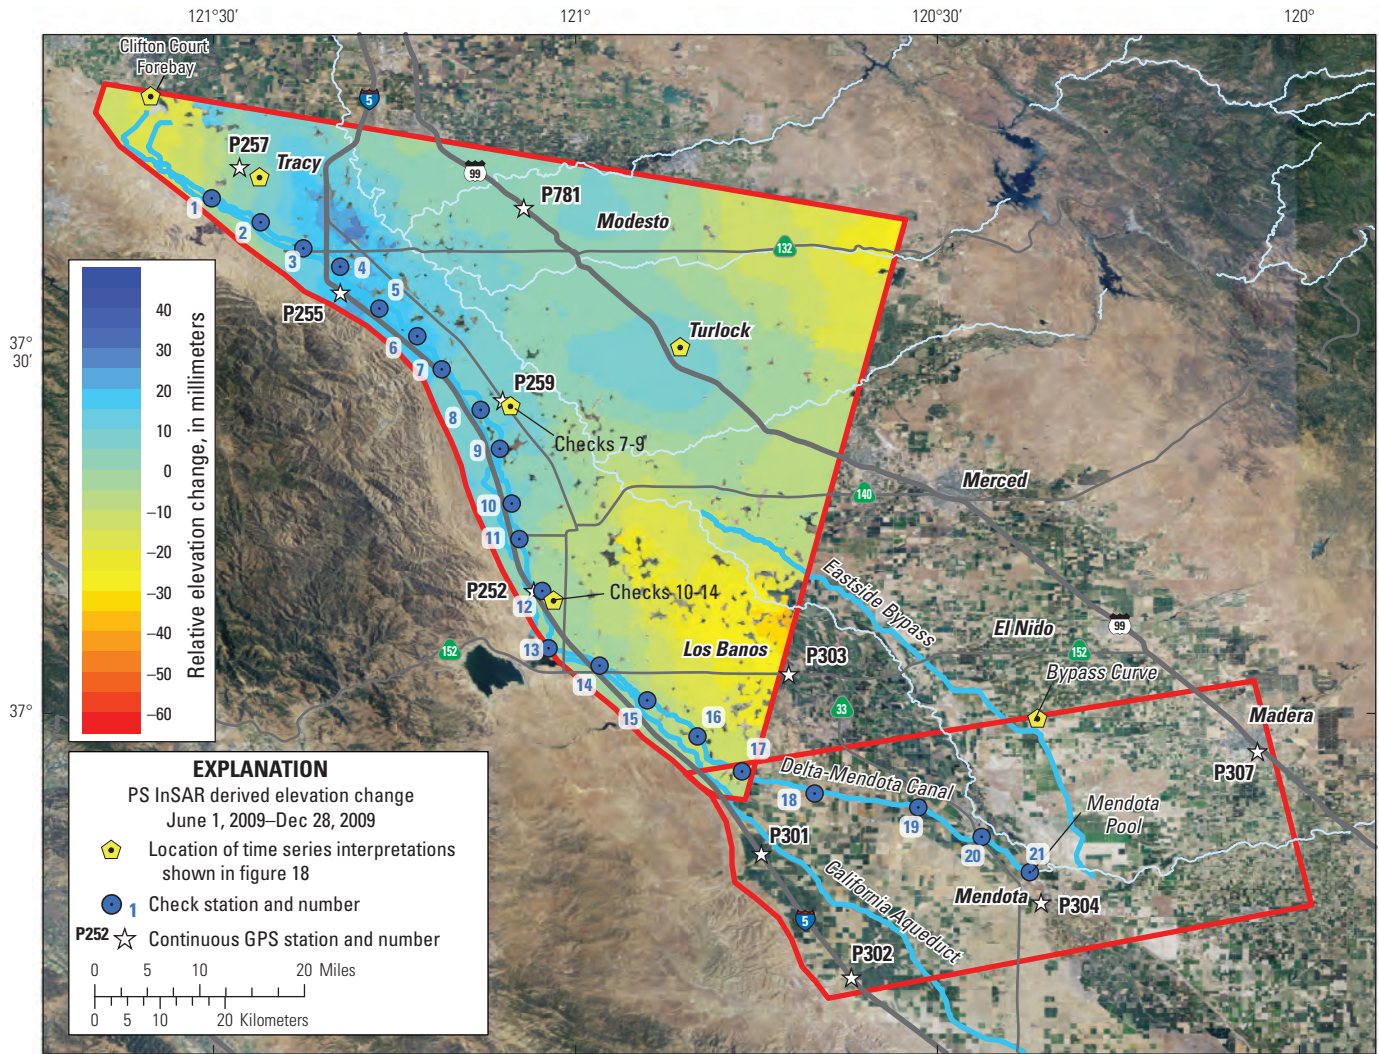 121°30'
121°
120°30'
120°
Clifton Court
Forebay
5
P257
Tracy
99
P781
Modesto
132
1
2
3
4
5
P255
6
7
37°
30'
Turlock
P259
8
Checks 7-9
9
Merced
140
10
11
P252
Checks 10-14
12
Eastside Bypass
El Nido
99
13
152
Los Banos
P303
152
Bypass Curve
14
33
37°
15
16
Madera
17
P307
Delta-Mendota Canal
18
19
Mendota
Pool
20
21
P301
California Aqueduct
Mendota
P304
5
P302
40
30
20
10
0
–10
–20
–30
–40
–50
–60
Relative elevation change, in millimeters
EXPLANATION
PS InSAR derived elevation change
June 1, 2009–Dec 28, 2009
Location of time series interpretations
shown in figure 18
1 Check station and number
P252 Continuous GPS station and number
0 5 10 20 Miles
0 5 10 20 Kilometers